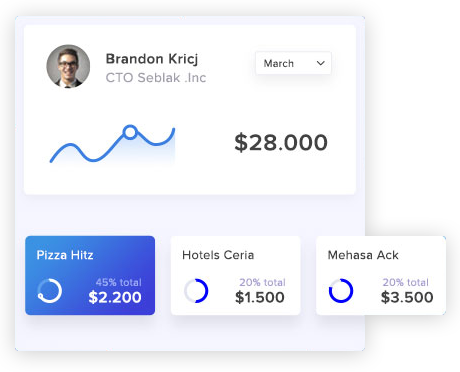 Brandon Kricj
CTO Seblak .Inc
March
$28.000
Pizza Hitz
45% total
$2.200
Hotels Ceria
20% total
$1.500
Mehasa Ack
20% total
$3.500